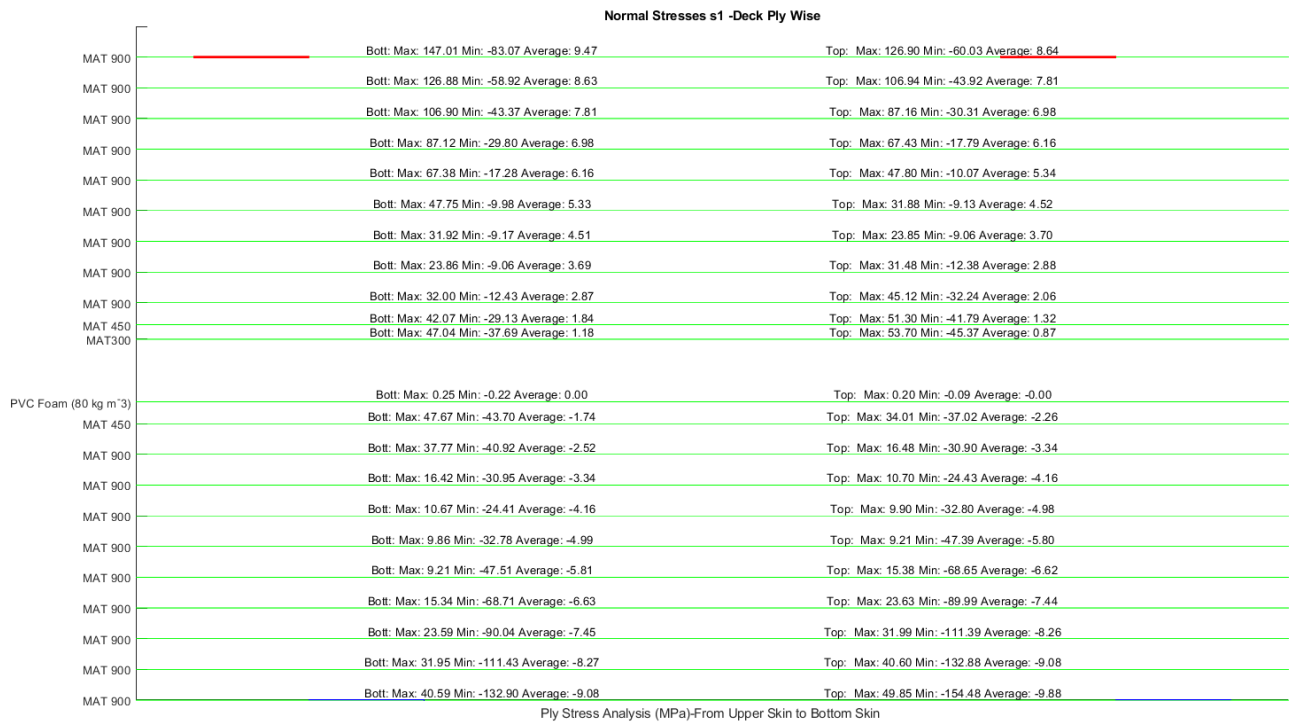 Normal Stresses s1 -Deck Ply Wise
MAT 900 Bott: Max: 147.01 Min: -83.07 Average: 9.47 Top: Max: 126.90 Min: -60.03 Average: 8.64
MAT 900 Bott: Max: 126.88 Min: -58.92 Average: 8.63 Top: Max: 106.94 Min: -43.92 Average: 7.81
MAT 900 Bott: Max: 106.90 Min: -43.37 Average: 7.81 Top: Max: 87.16 Min: -30.31 Average: 6.98
MAT 900 Bott: Max: 87.12 Min: -29.80 Average: 6.98 Top: Max: 67.43 Min: -17.79 Average: 6.16
MAT 900 Bott: Max: 67.38 Min: -17.28 Average: 6.16 Top: Max: 47.80 Min: -10.07 Average: 5.34
MAT 900 Bott: Max: 47.75 Min: -9.98 Average: 5.33 Top: Max: 31.88 Min: -9.13 Average: 4.52
MAT 900 Bott: Max: 31.92 Min: -9.17 Average: 4.51 Top: Max: 23.85 Min: -9.06 Average: 3.70
MAT 900 Bott: Max: 23.86 Min: -9.06 Average: 3.69 Top: Max: 31.48 Min: -12.38 Average: 2.88
MAT 900 Bott: Max: 32.00 Min: -12.43 Average: 2.87 Top: Max: 45.12 Min: -32.24 Average: 2.06
MAT 450 Bott: Max: 42.07 Min: -29.13 Average: 1.84 Top: Max: 51.30 Min: -41.79 Average: 1.32
MAT300 Bott: Max: 47.04 Min: -37.69 Average: 1.18 Top: Max: 53.70 Min: -45.37 Average: 0.87
PVC Foam (80 kg mˆ3) Bott: Max: 0.25 Min: -0.22 Average: 0.00 Top: Max: 0.20 Min: -0.09 Average: -0.00
MAT 450 Bott: Max: 47.67 Min: -43.70 Average: -1.74 Top: Max: 34.01 Min: -37.02 Average: -2.26
MAT 900 Bott: Max: 37.77 Min: -40.92 Average: -2.52 Top: Max: 16.48 Min: -30.90 Average: -3.34
MAT 900 Bott: Max: 16.42 Min: -30.95 Average: -3.34 Top: Max: 10.70 Min: -24.43 Average: -4.16
MAT 900 Bott: Max: 10.67 Min: -24.41 Average: -4.16 Top: Max: 9.90 Min: -32.80 Average: -4.98
MAT 900 Bott: Max: 9.86 Min: -32.78 Average: -4.99 Top: Max: 9.21 Min: -47.39 Average: -5.80
MAT 900 Bott: Max: 9.21 Min: -47.51 Average: -5.81 Top: Max: 15.38 Min: -68.65 Average: -6.62
MAT 900 Bott: Max: 15.34 Min: -68.71 Average: -6.63 Top: Max: 23.63 Min: -89.99 Average: -7.44
MAT 900 Bott: Max: 23.59 Min: -90.04 Average: -7.45 Top: Max: 31.99 Min: -111.39 Average: -8.26
MAT 900 Bott: Max: 31.95 Min: -111.43 Average: -8.27 Top: Max: 40.60 Min: -132.88 Average: -9.08
MAT 900 Bott: Max: 40.59 Min: -132.90 Average: -9.08 Top: Max: 49.85 Min: -154.48 Average: -9.88
Ply Stress Analysis (MPa)-From Upper Skin to Bottom Skin